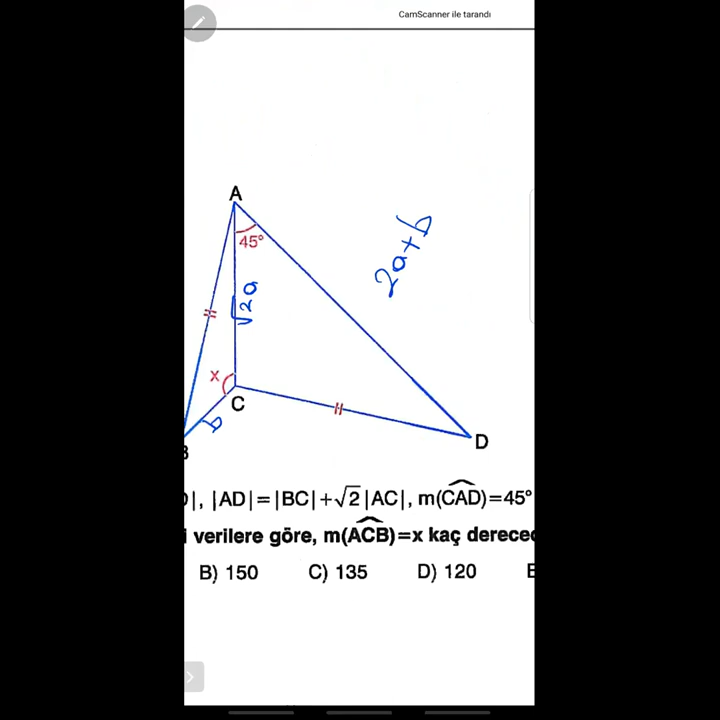 CamScanner ile tarandı
A
45°
2a+b
√2a
x
C
b
D
|, |AD|=|BC|+√2|AC|, m(CAD)=45°
verilere göre, m(ACB)=x kaç derece
B) 150 C) 135 D) 120